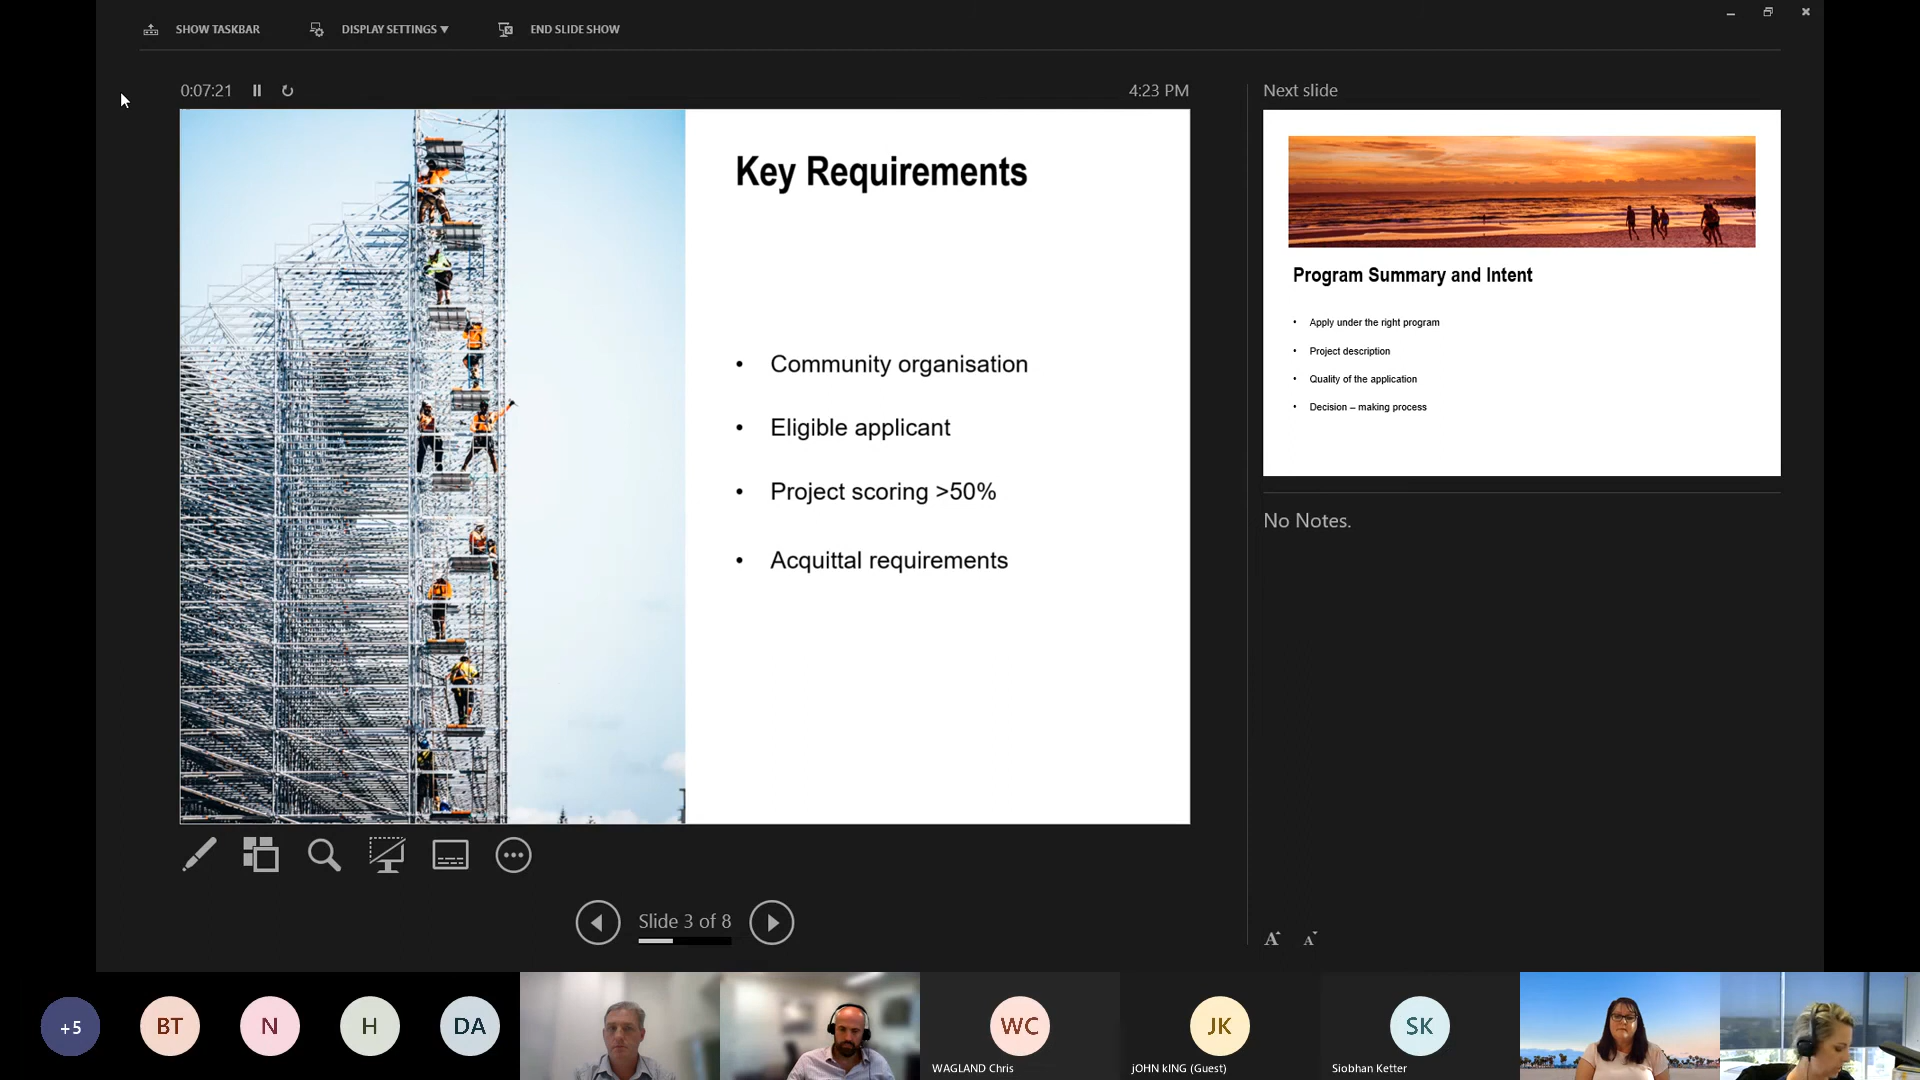 SHOW TASKBAR
DISPLAY SETTINGS ▼
END SLIDE SHOW
0:07:21
4:23 PM
Key Requirements
• Community organisation
• Eligible applicant
• Project scoring >50%
• Acquittal requirements
Next slide
Program Summary and Intent
• Apply under the right program
• Project description
• Quality of the application
• Decision – making process
No Notes.
Slide 3 of 8
A A
+5
BT
N
H
DA
WC
WAGLAND Chris
JK
jOHN kING (Guest)
SK
Siobhan Ketter